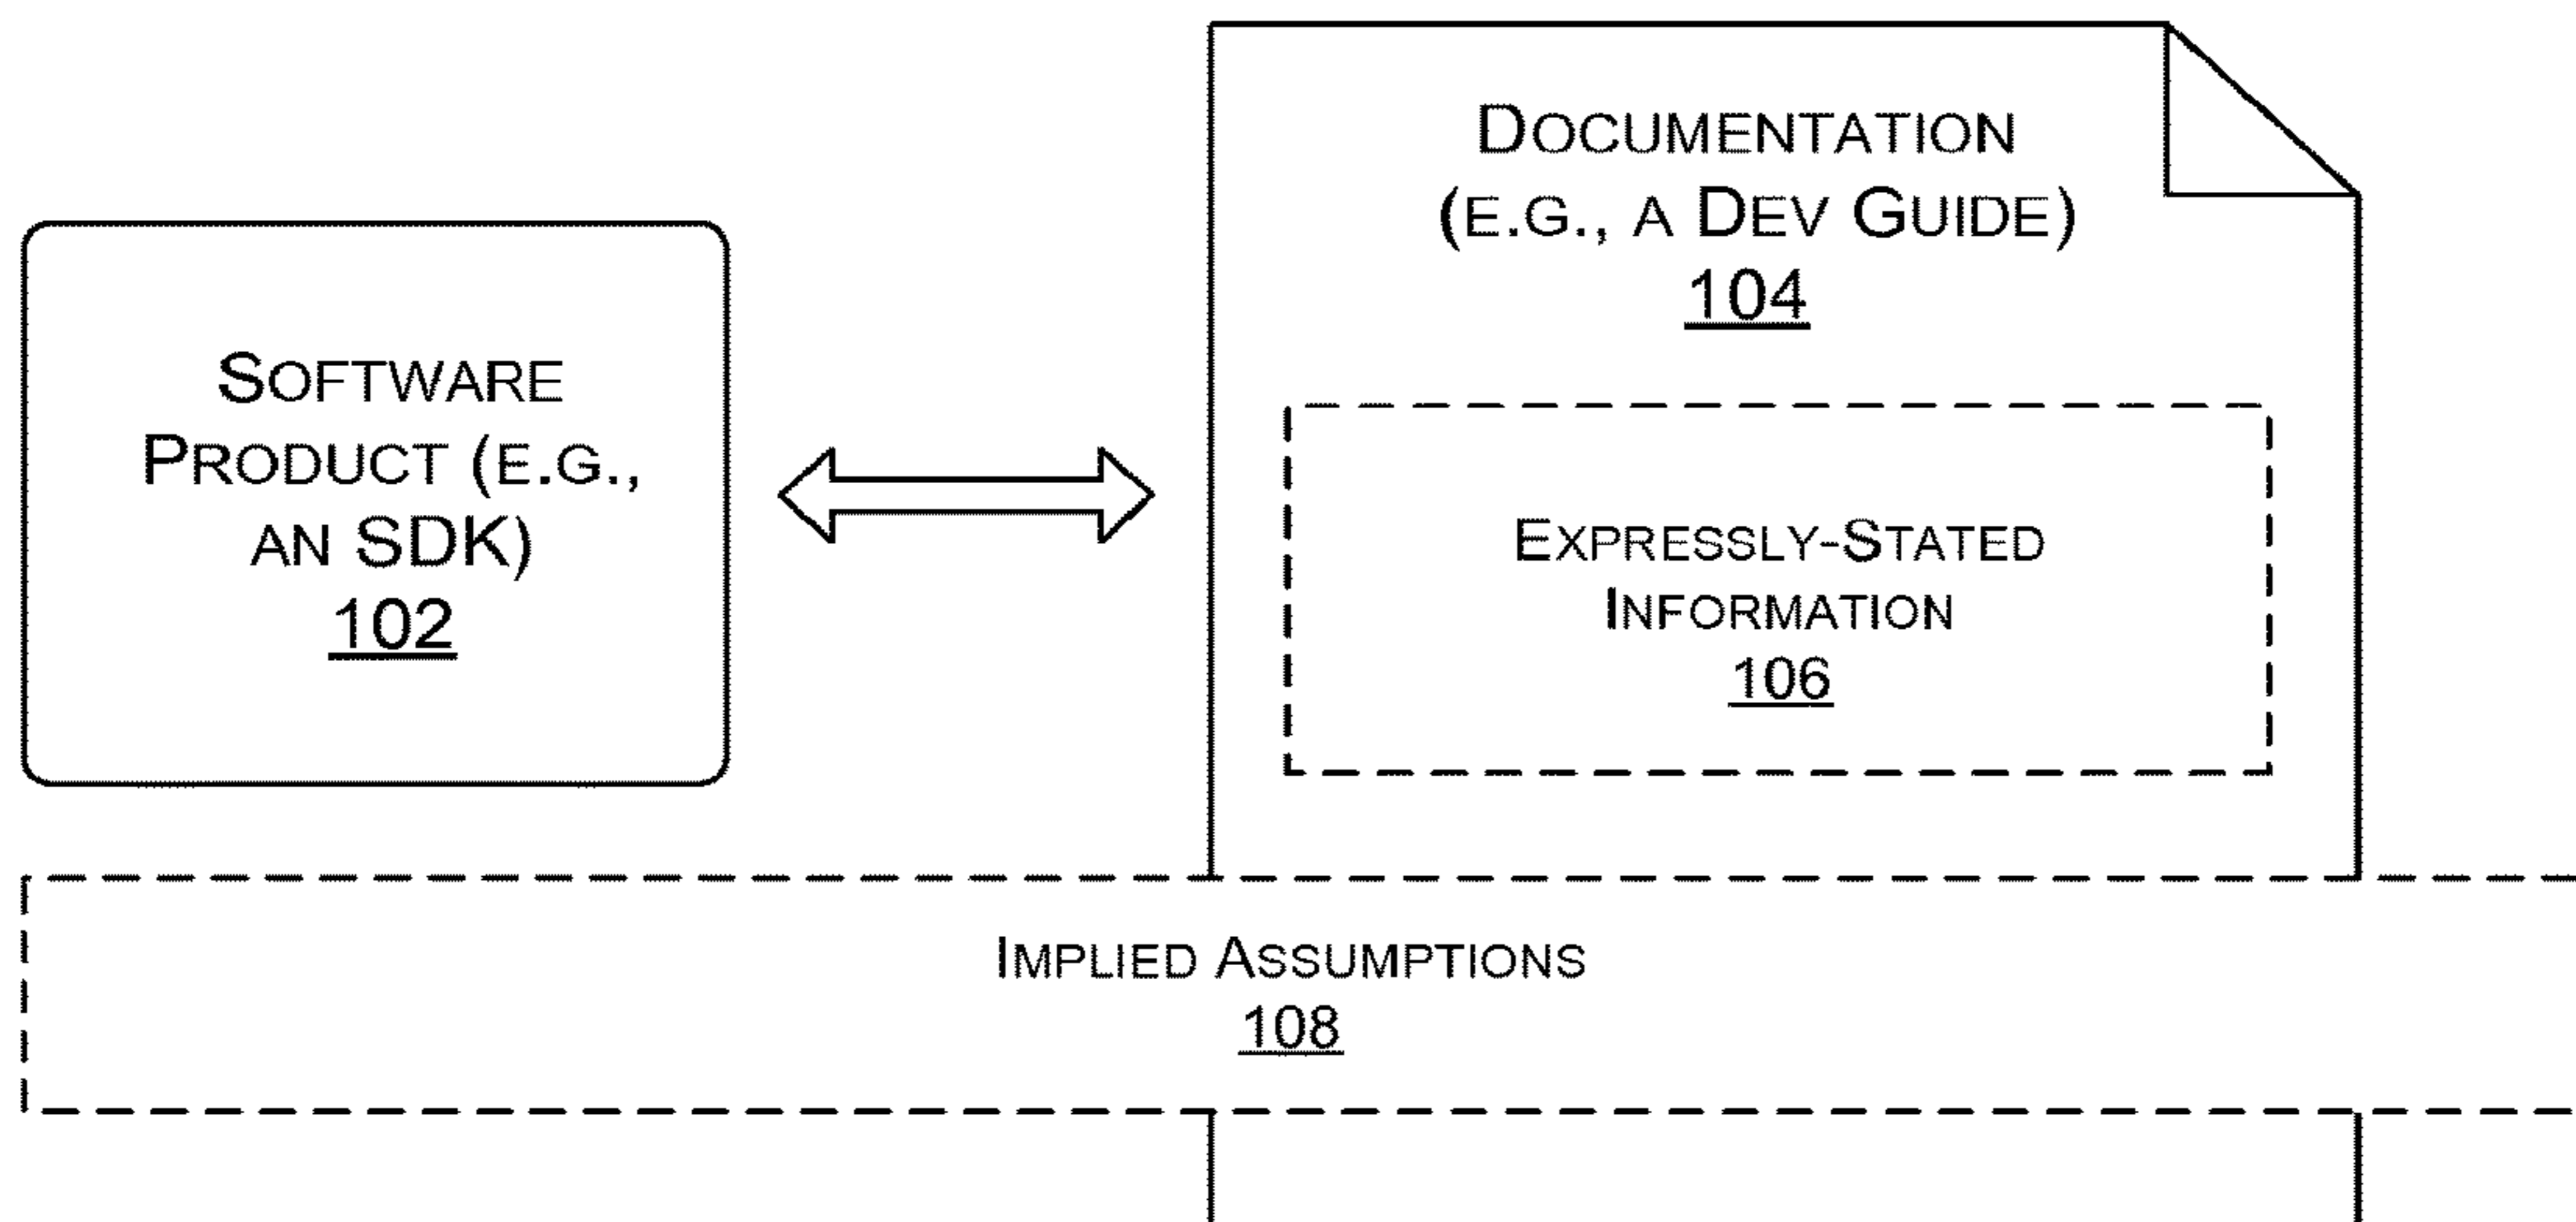 SOFTWARE
PRODUCT (E.G.,
AN SDK)
102
DOCUMENTATION
(E.G., A DEV GUIDE)
104
EXPRESSLY-STATED
INFORMATION
106
IMPLIED ASSUMPTIONS
108